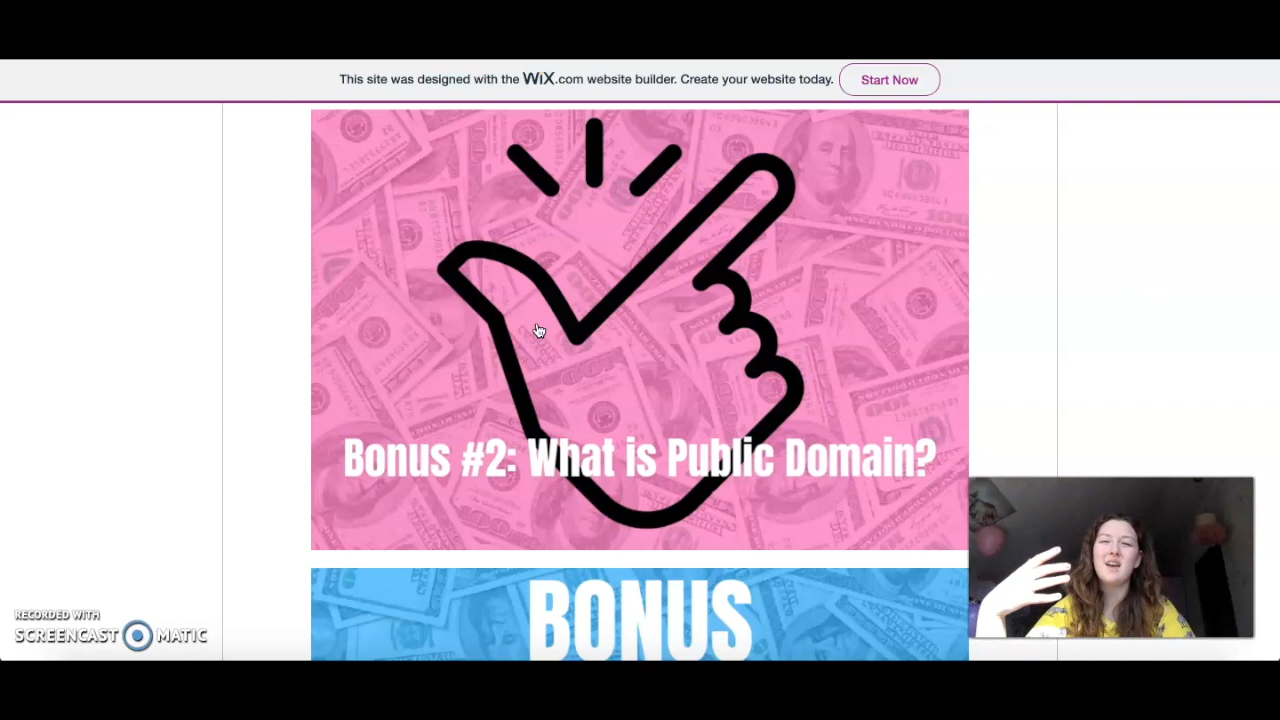 This site was designed with the WiX.com website builder. Create your website today. Start Now
Bonus #2: What is Public Domain?
BONUS
RECORDED WITH
SCREENCAST MATIC